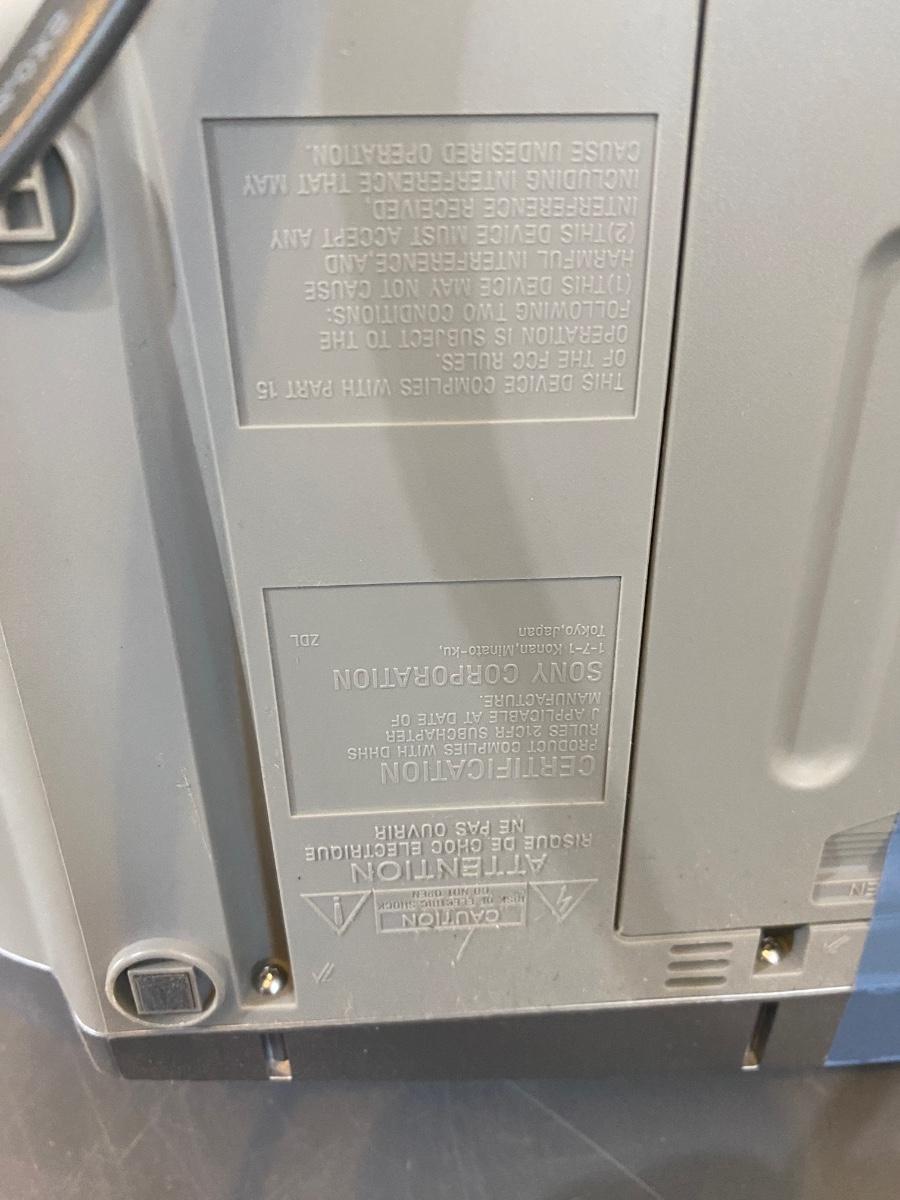 CAUTION
RISK OF ELECTRIC SHOCK
DO NOT OPEN
ATTENTION
RISQUE DE CHOC ELECTRIQUE
NE PAS OUVRIR
CERTIFICATION
PRODUCT COMPLIES WITH DHHS
RULES 21CFR SUBCHAPTER
J APPLICABLE AT DATE OF
MANUFACTURE.
SONY CORPORATION
1-7-1 Konan,Minato-ku,
Tokyo,Japan ZDL
THIS DEVICE COMPLIES WITH PART 15
OF THE FCC RULES.
OPERATION IS SUBJECT TO THE
FOLLOWING TWO CONDITIONS:
(1)THIS DEVICE MAY NOT CAUSE
HARMFUL INTERFERENCE,AND
(2)THIS DEVICE MUST ACCEPT ANY
INTERFERENCE RECEIVED,
INCLUDING INTERFERENCE THAT MAY
CAUSE UNDESIRED OPERATION.